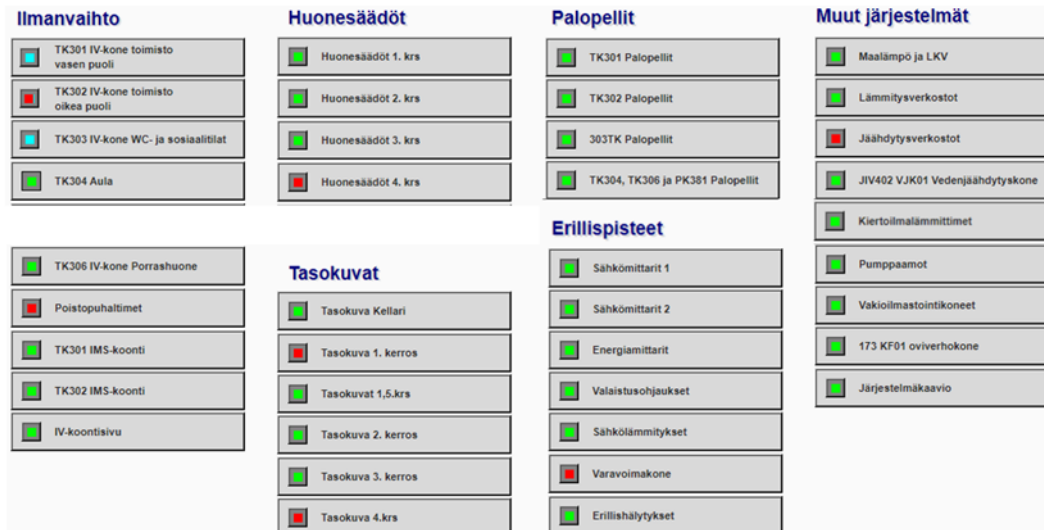 Ilmanvaihto
TK301 IV-kone toimisto
vasen puoli
TK302 IV-kone toimisto
oikea puoli
TK303 IV-kone WC- ja sosiaalitilat
TK304 Aula
TK306 IV-kone Porrashuone
Poistopuhaltimet
TK301 IMS-koonti
TK302 IMS-koonti
IV-koontisivu
Huonesäädöt
Huonesäädöt 1. krs
Huonesäädöt 2. krs
Huonesäädöt 3. krs
Huonesäädöt 4. krs
Tasokuvat
Tasokuva Kellari
Tasokuva 1. kerros
Tasokuvat 1,5.krs
Tasokuva 2. kerros
Tasokuva 3. kerros
Tasokuva 4.krs
Palopellit
TK301 Palopellit
TK302 Palopellit
303TK Palopellit
TK304, TK306 ja PK381 Palopellit
Erillispisteet
Sähkömittarit 1
Sähkömittarit 2
Energiamittarit
Valaistusohjaukset
Sähkölämmitykset
Varavoimakone
Erillishälytykset
Muut järjestelmät
Maalämpö ja LKV
Lämmitysverkostot
Jäähdytysverkostot
JIV402 VJK01 Vedenjäähdytyskone
Kiertoilmalämmittimet
Pumppaamot
Vakioilmastointikoneet
173 KF01 oviverhokone
Järjestelmäkaavio